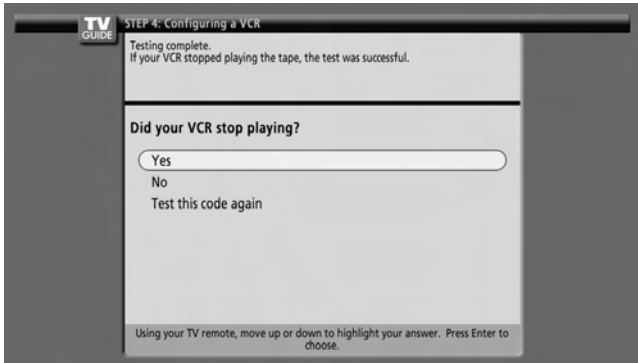 TV
GUIDE
STEP 4: Configuring a VCR
Testing complete.
If your VCR stopped playing the tape, the test was successful.
Did your VCR stop playing?
Yes
No
Test this code again
Using your TV remote, move up or down to highlight your answer. Press Enter to
choose.